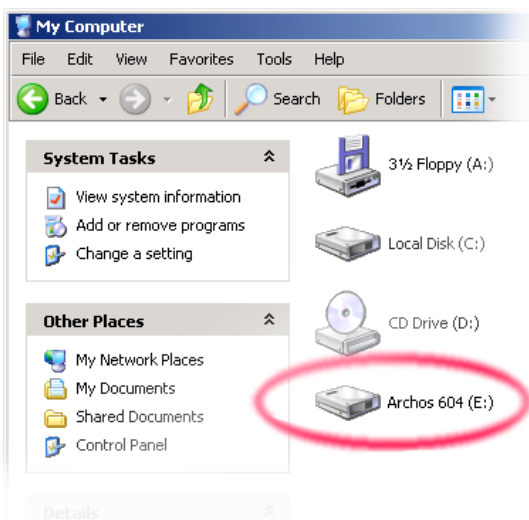 My Computer
File Edit View Favorites Tools Help
Back Search Folders
System Tasks
View system information
Add or remove programs
Change a setting
Other Places
My Network Places
My Documents
Shared Documents
Control Panel
Details
3½ Floppy (A:)
Local Disk (C:)
CD Drive (D:)
Archos 604 (E:)